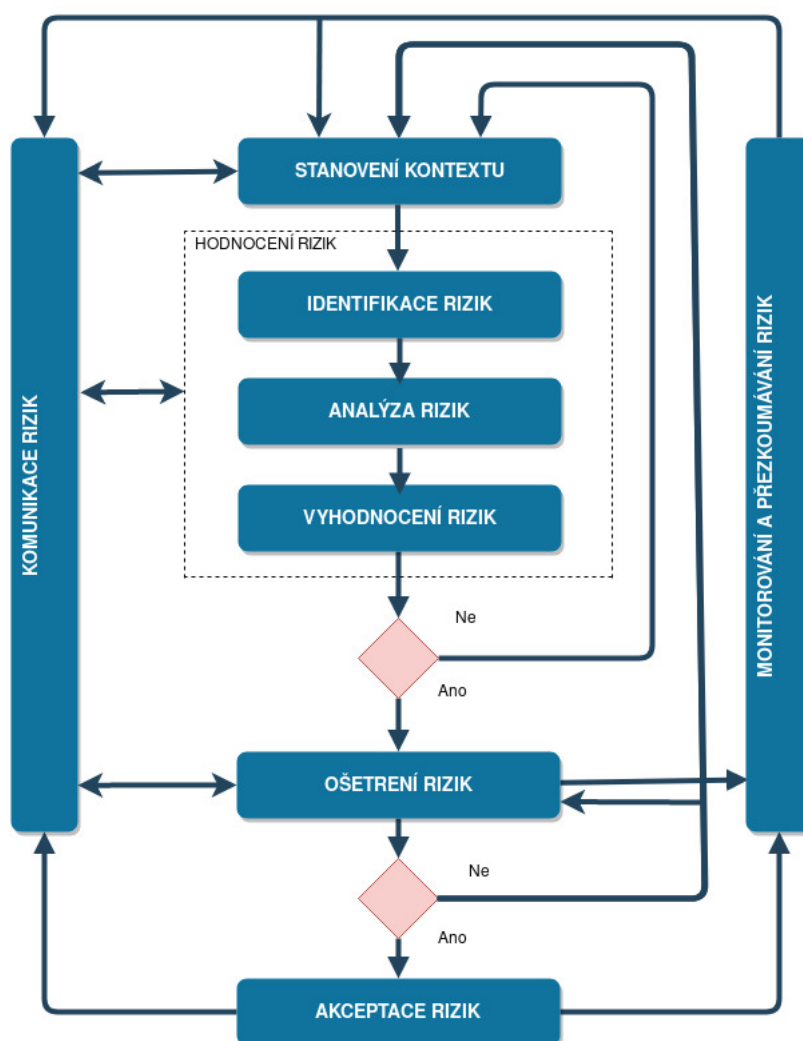 STANOVENÍ KONTEXTU
HODNOCENÍ RIZIK
IDENTIFIKACE RIZIK
ANALÝZA RIZIK
VYHODNOCENÍ RIZIK
KOMUNIKACE RIZIK
MONITOROVÁNÍ A PŘEZKOUMÁVÁNÍ RIZIK
Ne
Ano
OŠETRENÍ RIZIK
Ne
Ano
AKCEPTACE RIZIK